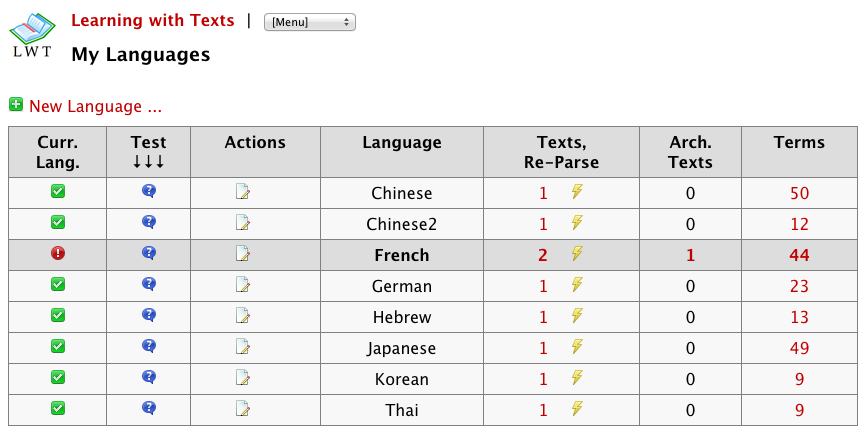 Learning with Texts | [Menu]
LWT
My Languages
New Language ...
Curr. Lang. Test ↓↓↓ Actions Language Texts, Re-Parse Arch. Texts Terms
Chinese 1 0 50
Chinese2 1 0 12
French 2 1 44
German 1 0 23
Hebrew 1 0 13
Japanese 1 0 49
Korean 1 0 9
Thai 1 0 9